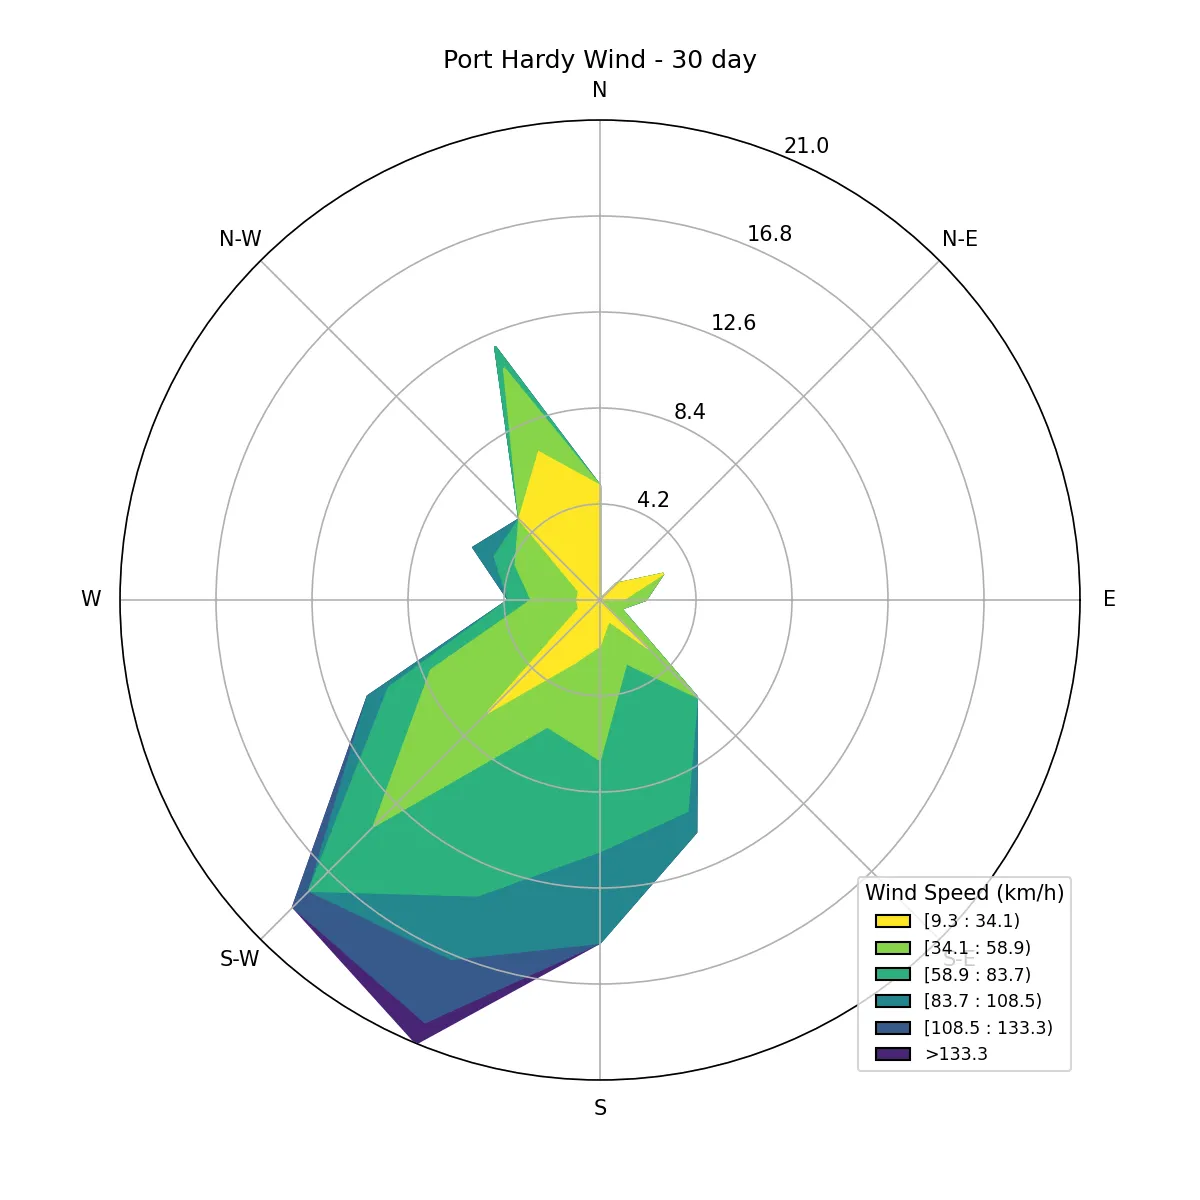 Port Hardy Wind - 30 day
N
21.0
16.8
N-W
N-E
12.6
8.4
4.2
W
E
S-W
S-E
Wind Speed (km/h)
[9.3 : 34.1)
[34.1 : 58.9)
[58.9 : 83.7)
[83.7 : 108.5)
[108.5 : 133.3)
>133.3
S